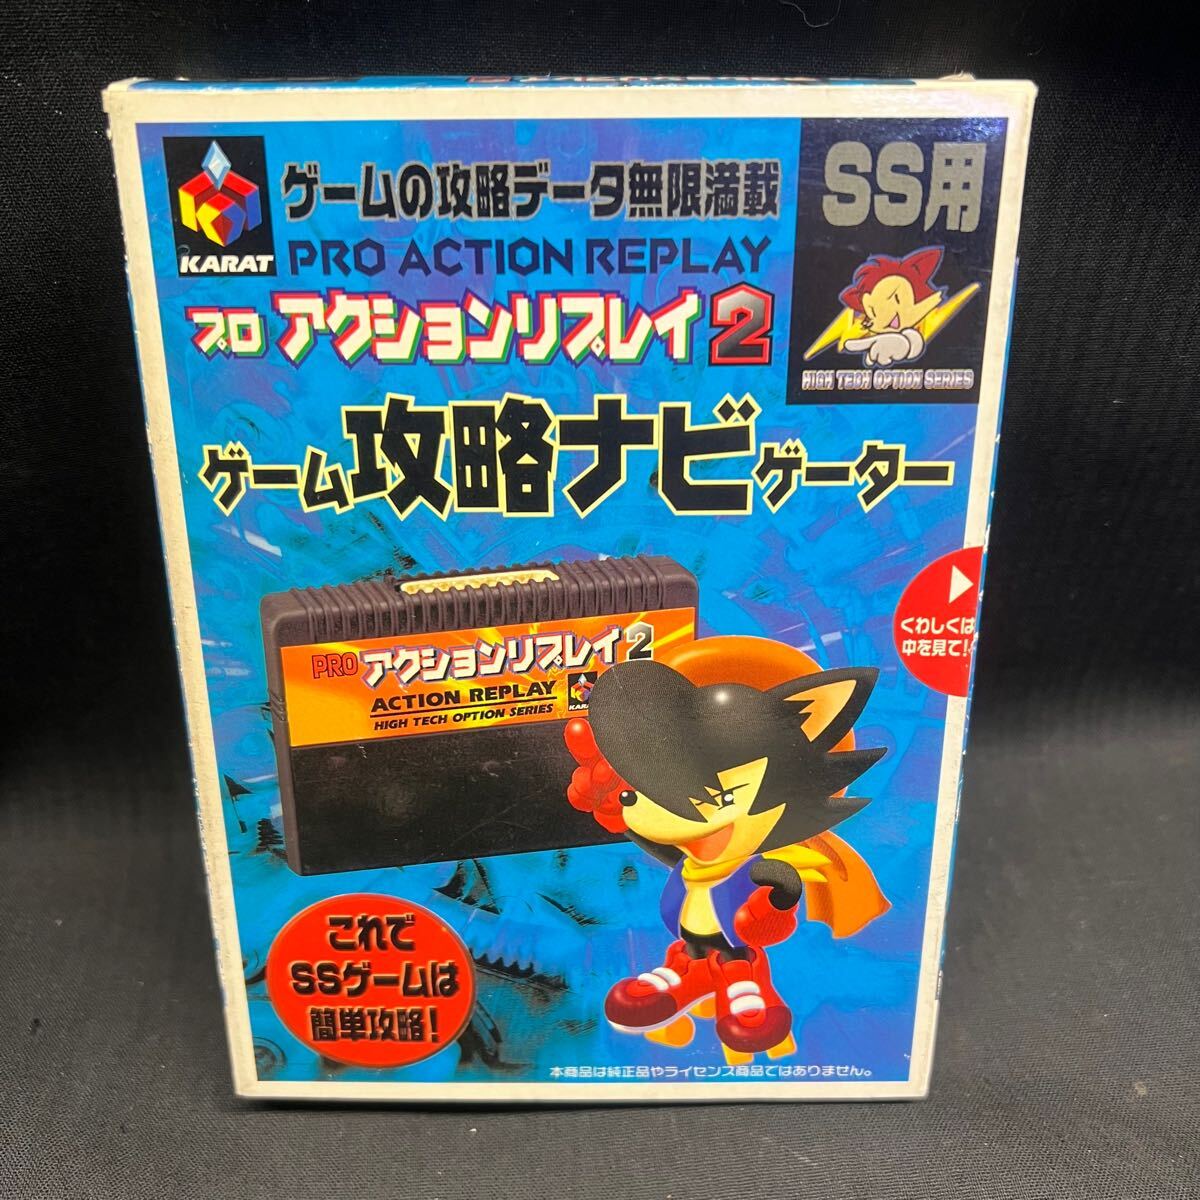 ゲームの攻略データ無限満載
SS用
KARAT
PRO ACTION REPLAY
プロ アクションリプレイ2
HIGH TECH OPTION SERIES
ゲーム攻略ナビゲーター
くわしくは
中を見て!
PRO アクションリプレイ2
ACTION REPLAY
HIGH TECH OPTION SERIES
KARAT
これで
SSゲームは
簡単攻略!
本商品は純正品やライセンス商品ではありません。